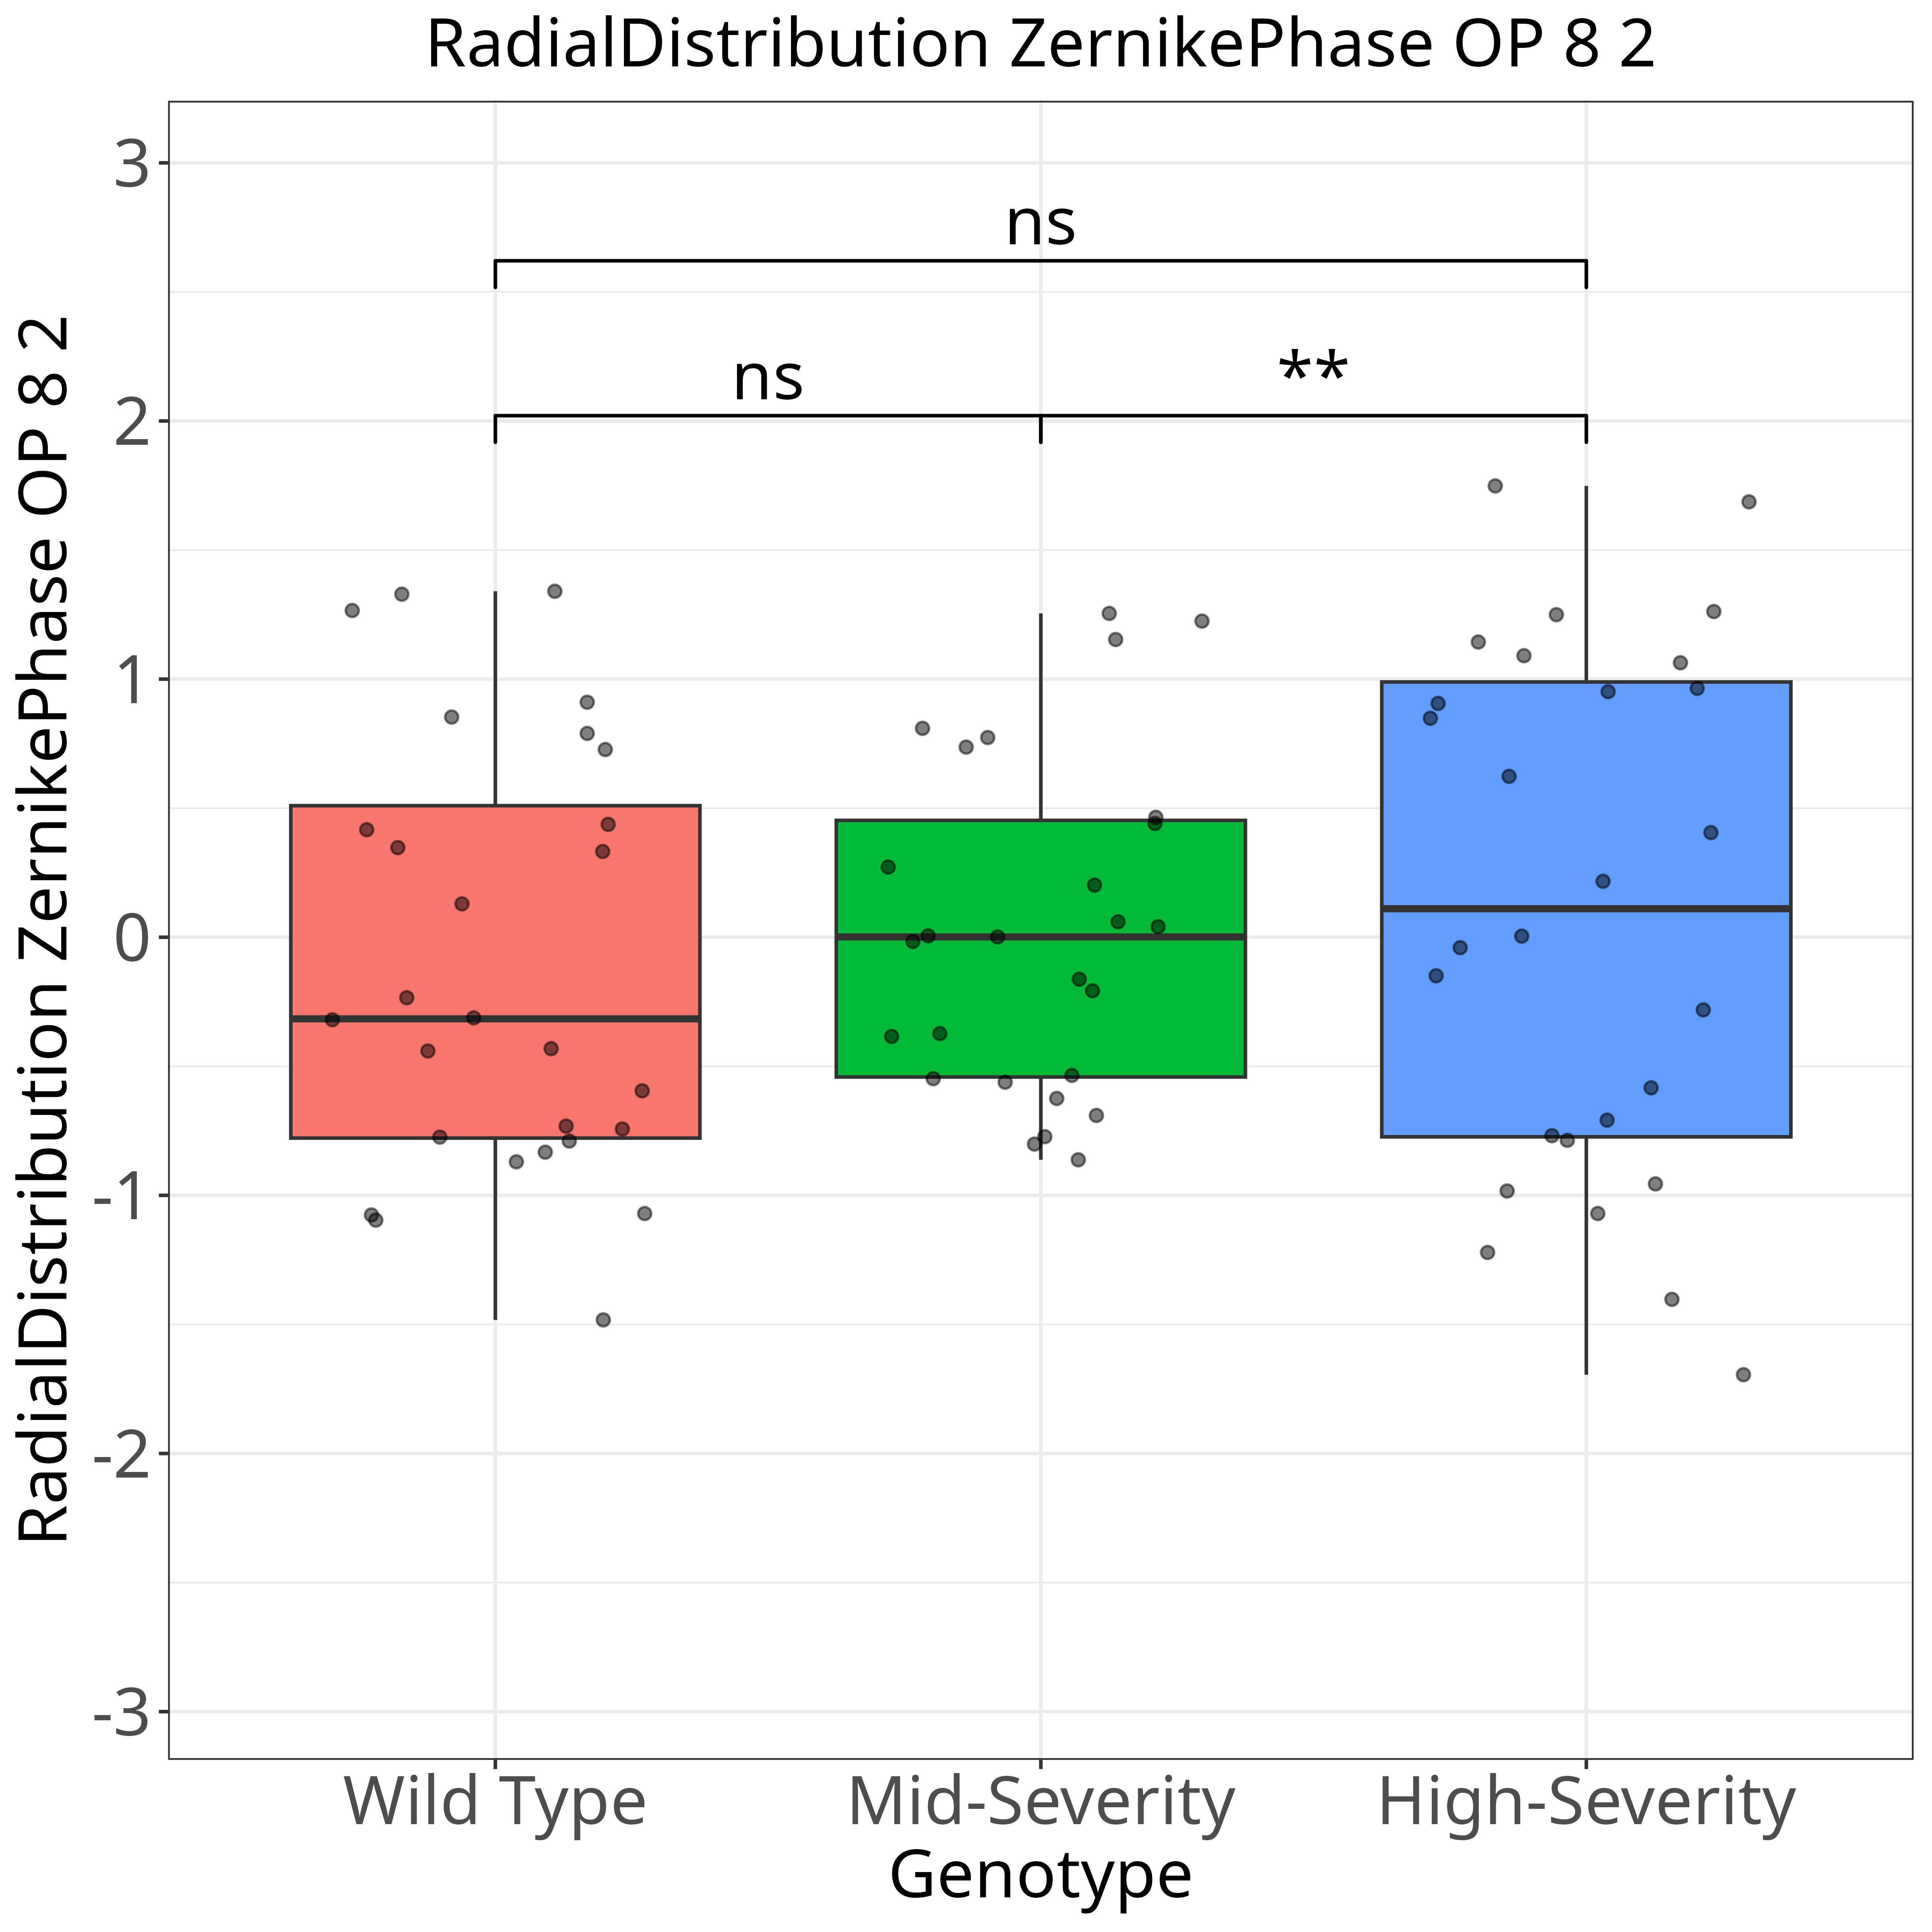 RadialDistribution ZernikePhase OP 8 2
RadialDistribution ZernikePhase OP 8 2
3
2
1
0
-1
-2
-3
ns
ns
**
Wild Type
Mid-Severity
High-Severity
Genotype